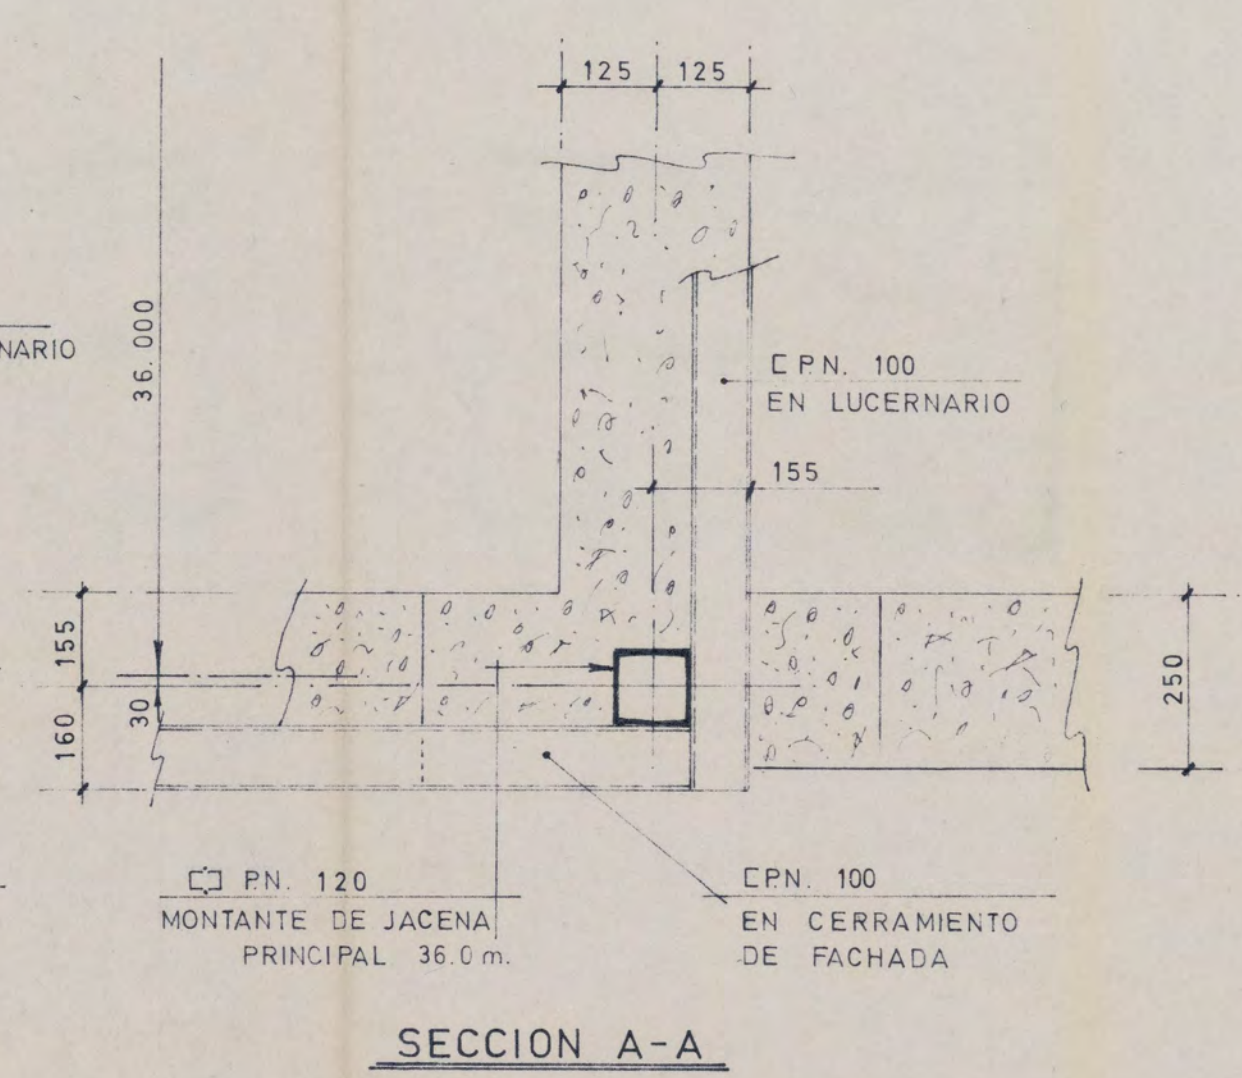 125 125
36.000
NARIO
[ P.N. 100
EN LUCERNARIO
155
155
30
160
250
[] P.N. 120
MONTANTE DE JACENA
PRINCIPAL 36.0 m.
[ P.N. 100
EN CERRAMIENTO
DE FACHADA
SECCION A-A